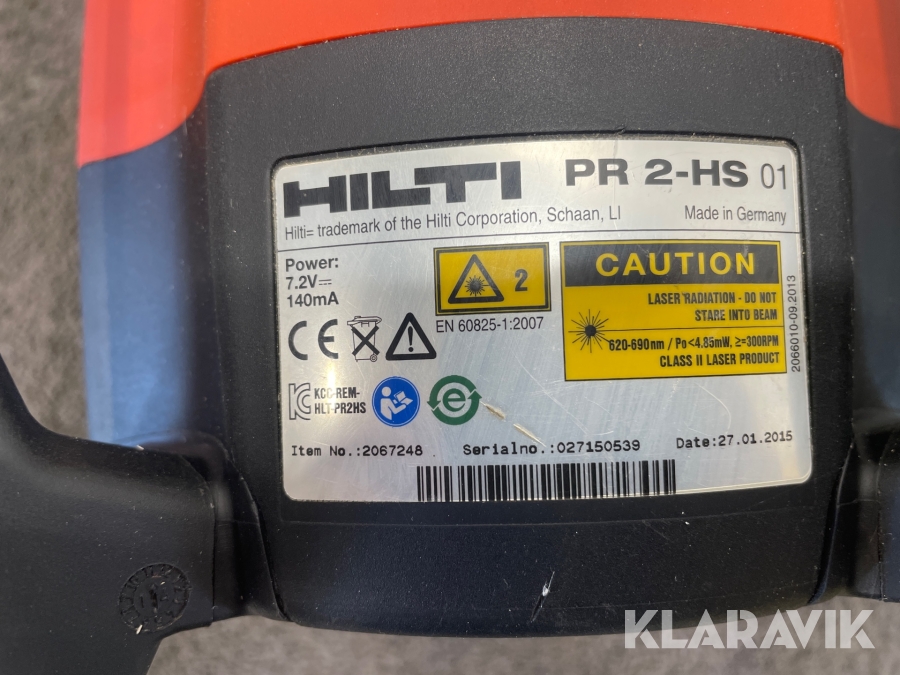 HILTI PR 2-HS 01
Hilti= trademark of the Hilti Corporation, Schaan, LI Made in Germany
Power:
7.2V⎓
140mA
2
EN 60825-1:2007
CAUTION
LASER RADIATION - DO NOT
STARE INTO BEAM
620-690nm / Po<4.85mW, ≥=300RPM
CLASS II LASER PRODUCT
2066010-09.2013
CE
KCC-REM-
HLT-PR2HS
e
Item No.:2067248 Serialno.:027150539 Date:27.01.2015
KLARAVIK